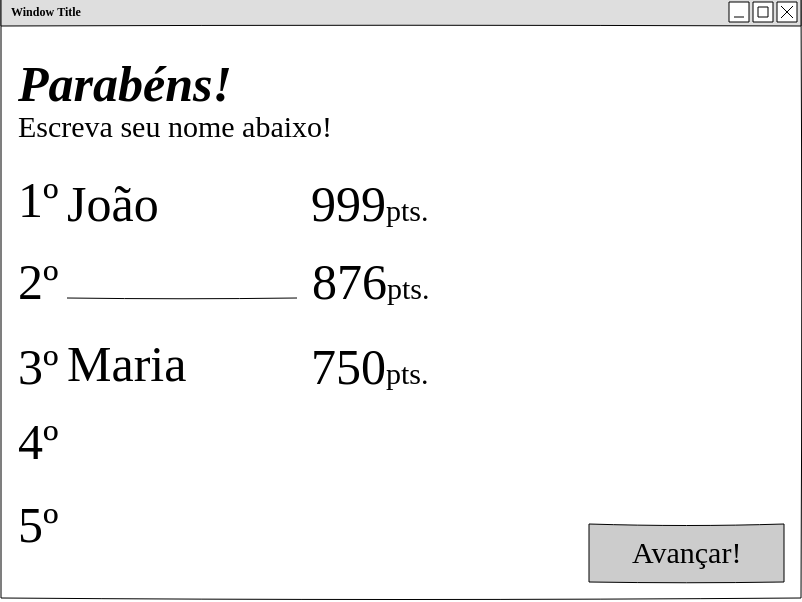 Window Title
Parabéns!
Escreva seu nome abaixo!
1º João 999pts.
2º 876pts.
3º Maria 750pts.
4º
5º
Avançar!